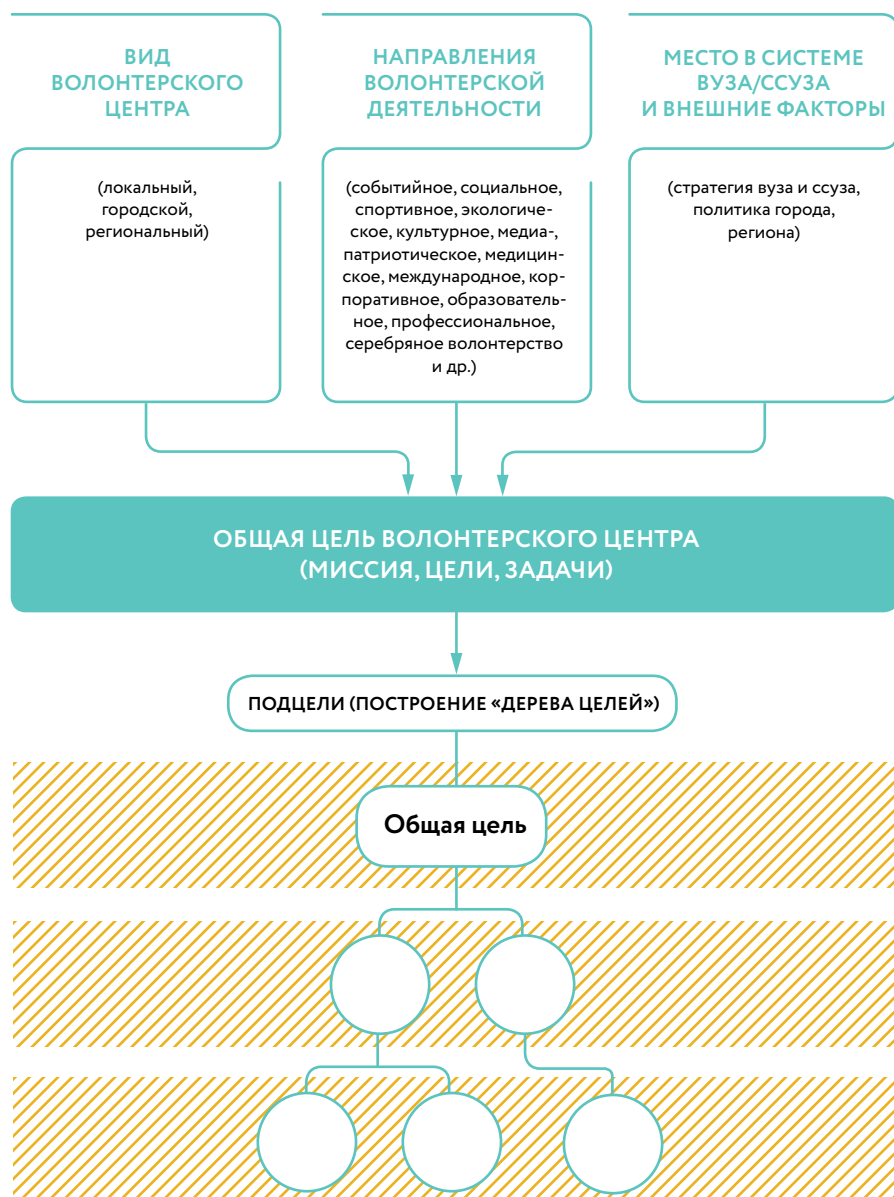 ВИД
ВОЛОНТЕРСКОГО
ЦЕНТРА
(локальный,
городской,
региональный)
НАПРАВЛЕНИЯ
ВОЛОНТЕРСКОЙ
ДЕЯТЕЛЬНОСТИ
(событийное, социальное,
спортивное, экологиче-
ское, культурное, медиа-,
патриотическое, медицин-
ское, международное, кор-
поративное, образователь-
ное, профессиональное,
серебряное волонтерство
и др.)
МЕСТО В СИСТЕМЕ
ВУЗА/ССУЗА
И ВНЕШНИЕ ФАКТОРЫ
(стратегия вуза и ссуза,
политика города,
региона)
ОБЩАЯ ЦЕЛЬ ВОЛОНТЕРСКОГО ЦЕНТРА
(МИССИЯ, ЦЕЛИ, ЗАДАЧИ)
ПОДЦЕЛИ (ПОСТРОЕНИЕ «ДЕРЕВА ЦЕЛЕЙ»)
Общая цель